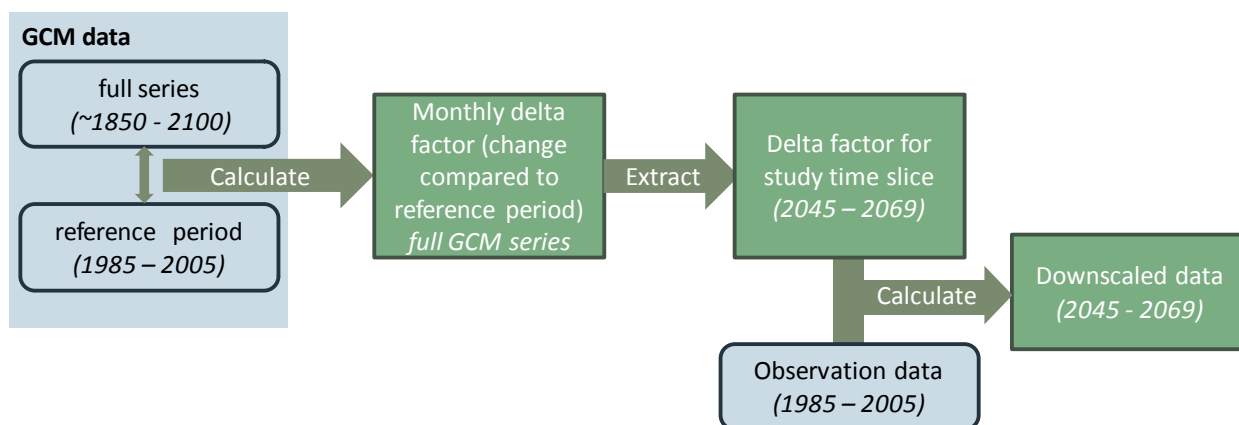 GCM data
full series
(~1850 - 2100)
reference period
(1985 – 2005)
Calculate
Monthly delta
factor (change
compared to
reference period)
full GCM series
Extract
Delta factor for
study time slice
(2045 – 2069)
Calculate
Observation data
(1985 – 2005)
Downscaled data
(2045 - 2069)